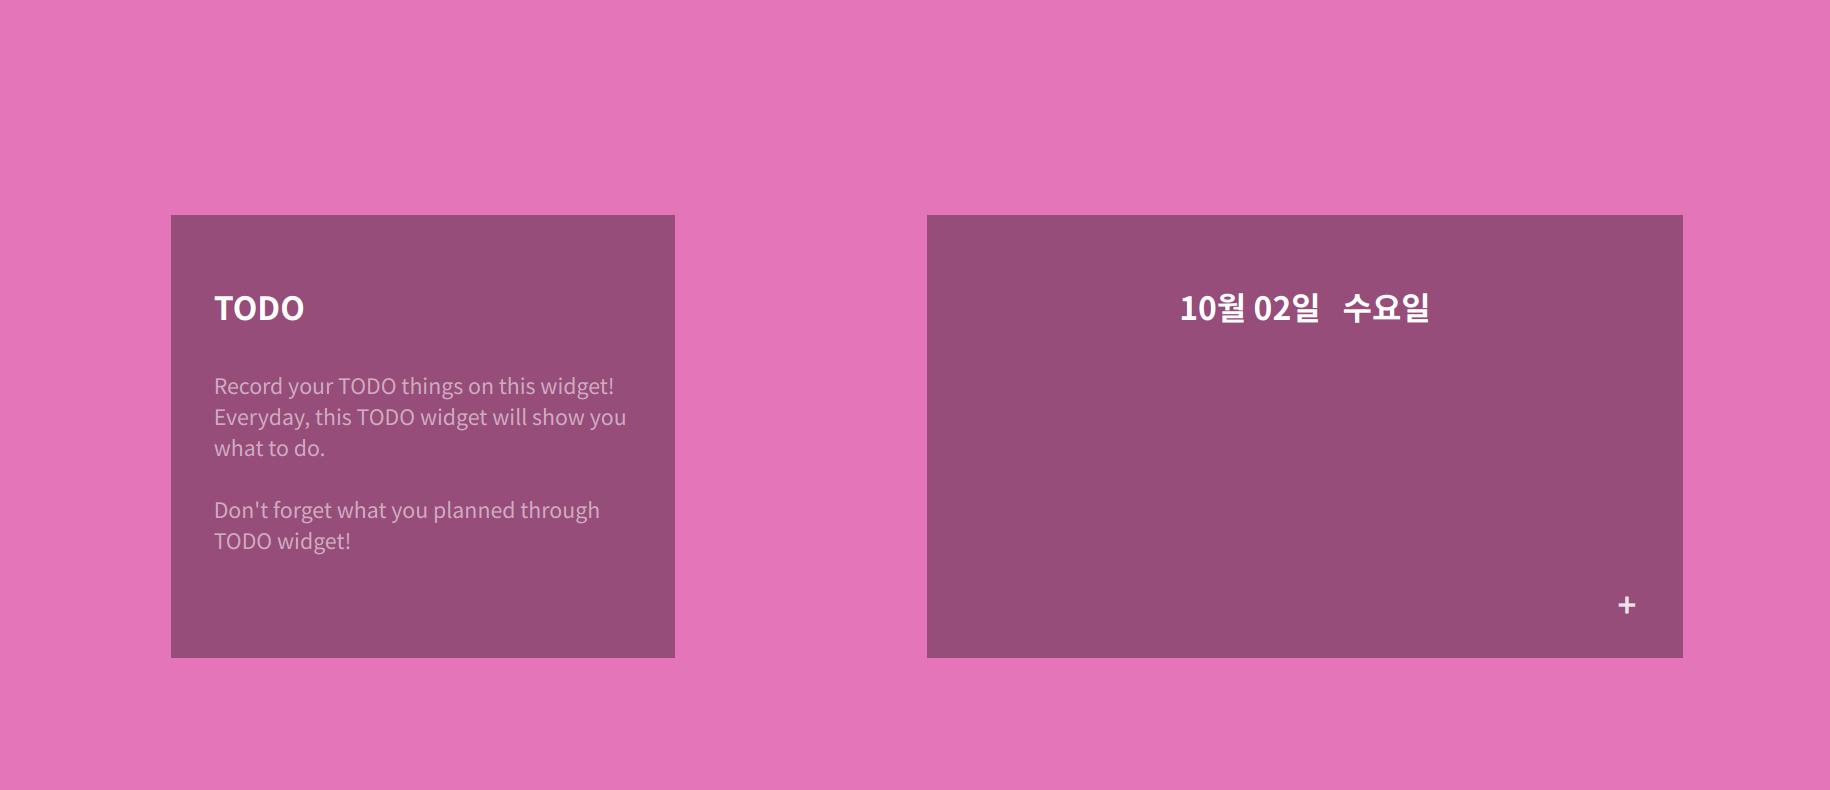 TODO
Record your TODO things on this widget!
Everyday, this TODO widget will show you
what to do.
Don't forget what you planned through
TODO widget!
10월 02일 수요일
+